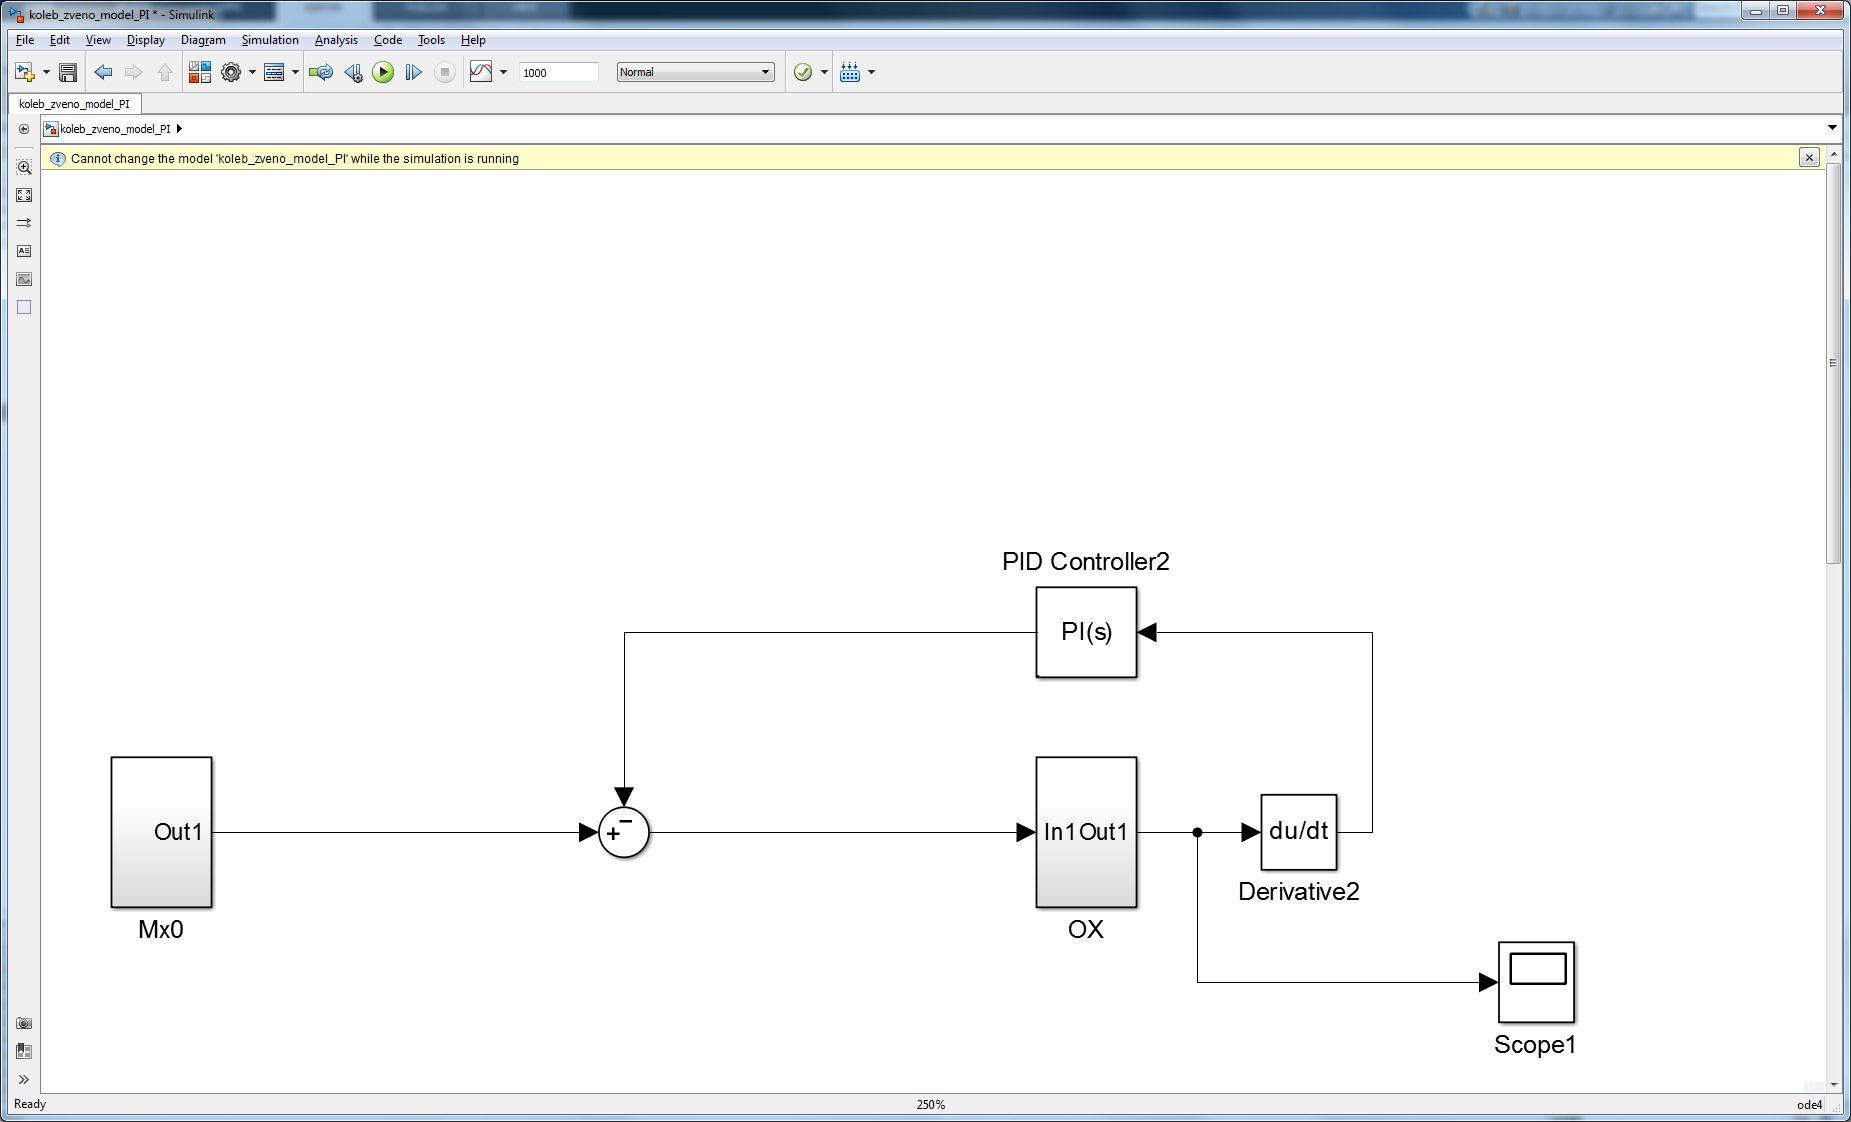 koleb_zveno_model_PI * - Simulink
File Edit View Display Diagram Simulation Analysis Code Tools Help
1000 Normal
koleb_zveno_model_PI
koleb_zveno_model_PI
Cannot change the model 'koleb_zveno_model_PI' while the simulation is running
PID Controller2
PI(s)
Out1
+ −
In1 Out1
du/dt
Derivative2
Mx0
OX
Scope1
Ready 250% ode4